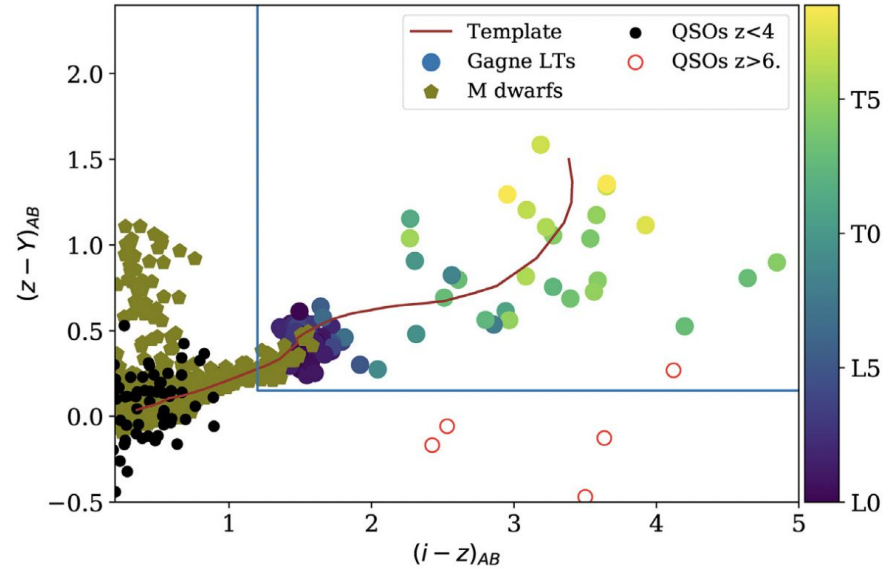 Template
Gagne LTs
M dwarfs
QSOs z<4
QSOs z>6.
2.0
1.5
1.0
0.5
0.0
−0.5
(z − Y)AB
1 2 3 4 5
(i − z)AB
T5
T0
L5
L0